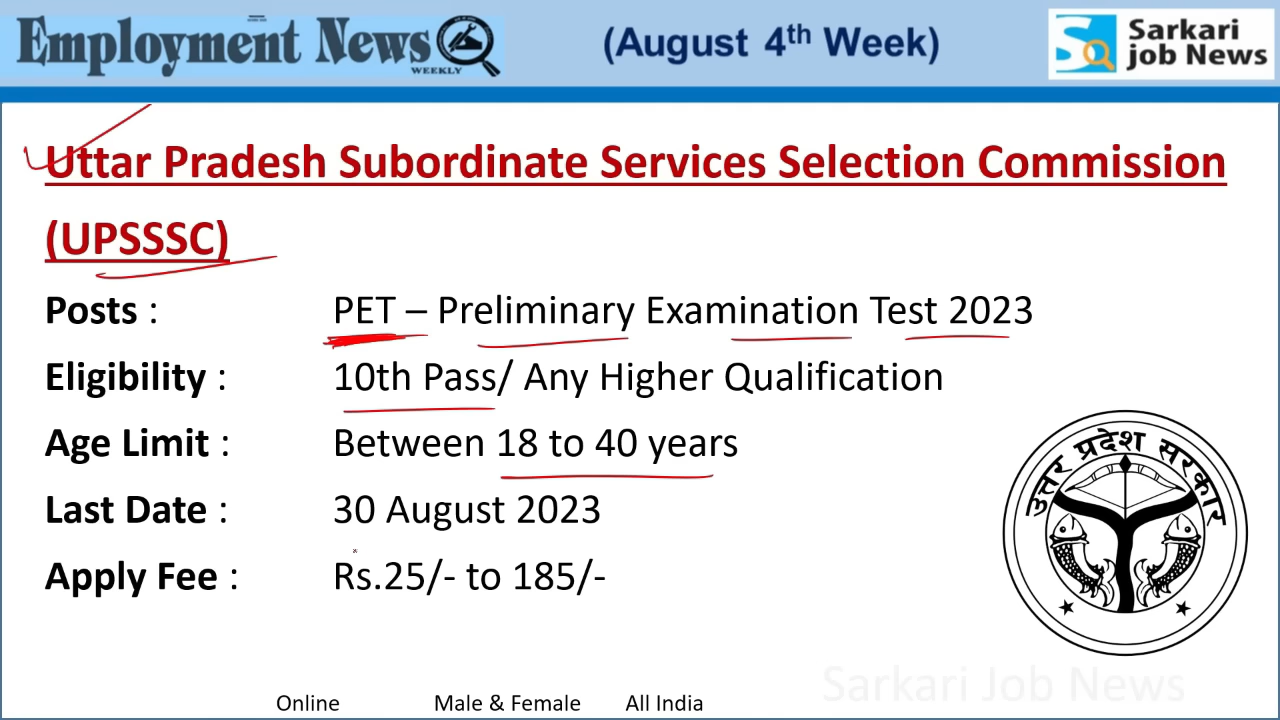 Employment News
WEEKLY
(August 4th Week)
Sarkari
job News
Uttar Pradesh Subordinate Services Selection Commission
(UPSSSC)
Posts : PET – Preliminary Examination Test 2023
Eligibility : 10th Pass/ Any Higher Qualification
Age Limit : Between 18 to 40 years
Last Date : 30 August 2023
Apply Fee : Rs.25/- to 185/-
उत्तर प्रदेश सरकार
Sarkari Job News
Online Male & Female All India